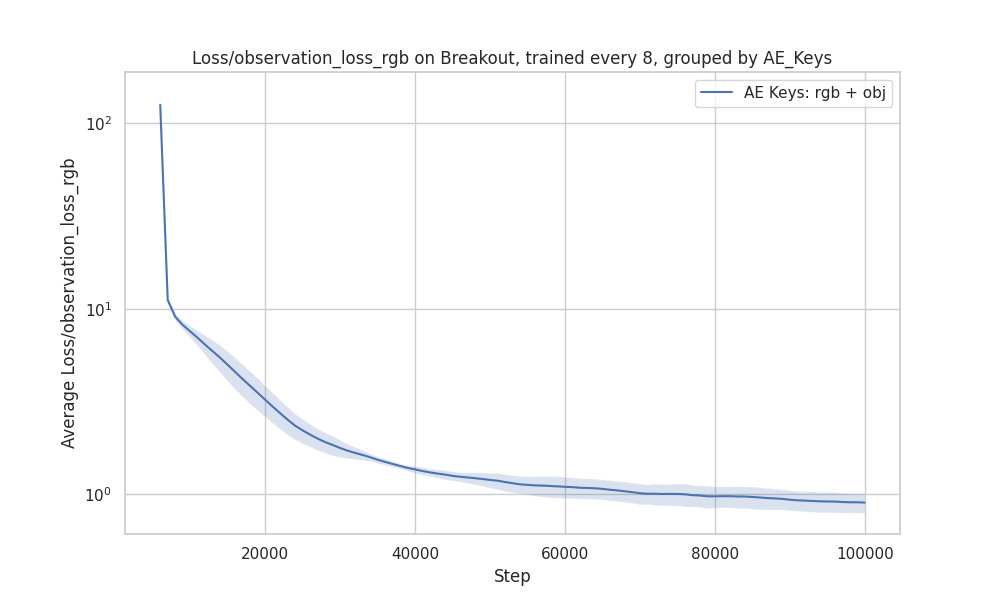 Loss/observation_loss_rgb on Breakout, trained every 8, grouped by AE_Keys
AE Keys: rgb + obj
Average Loss/observation_loss_rgb
10²
10¹
10⁰
20000 40000 60000 80000 100000
Step